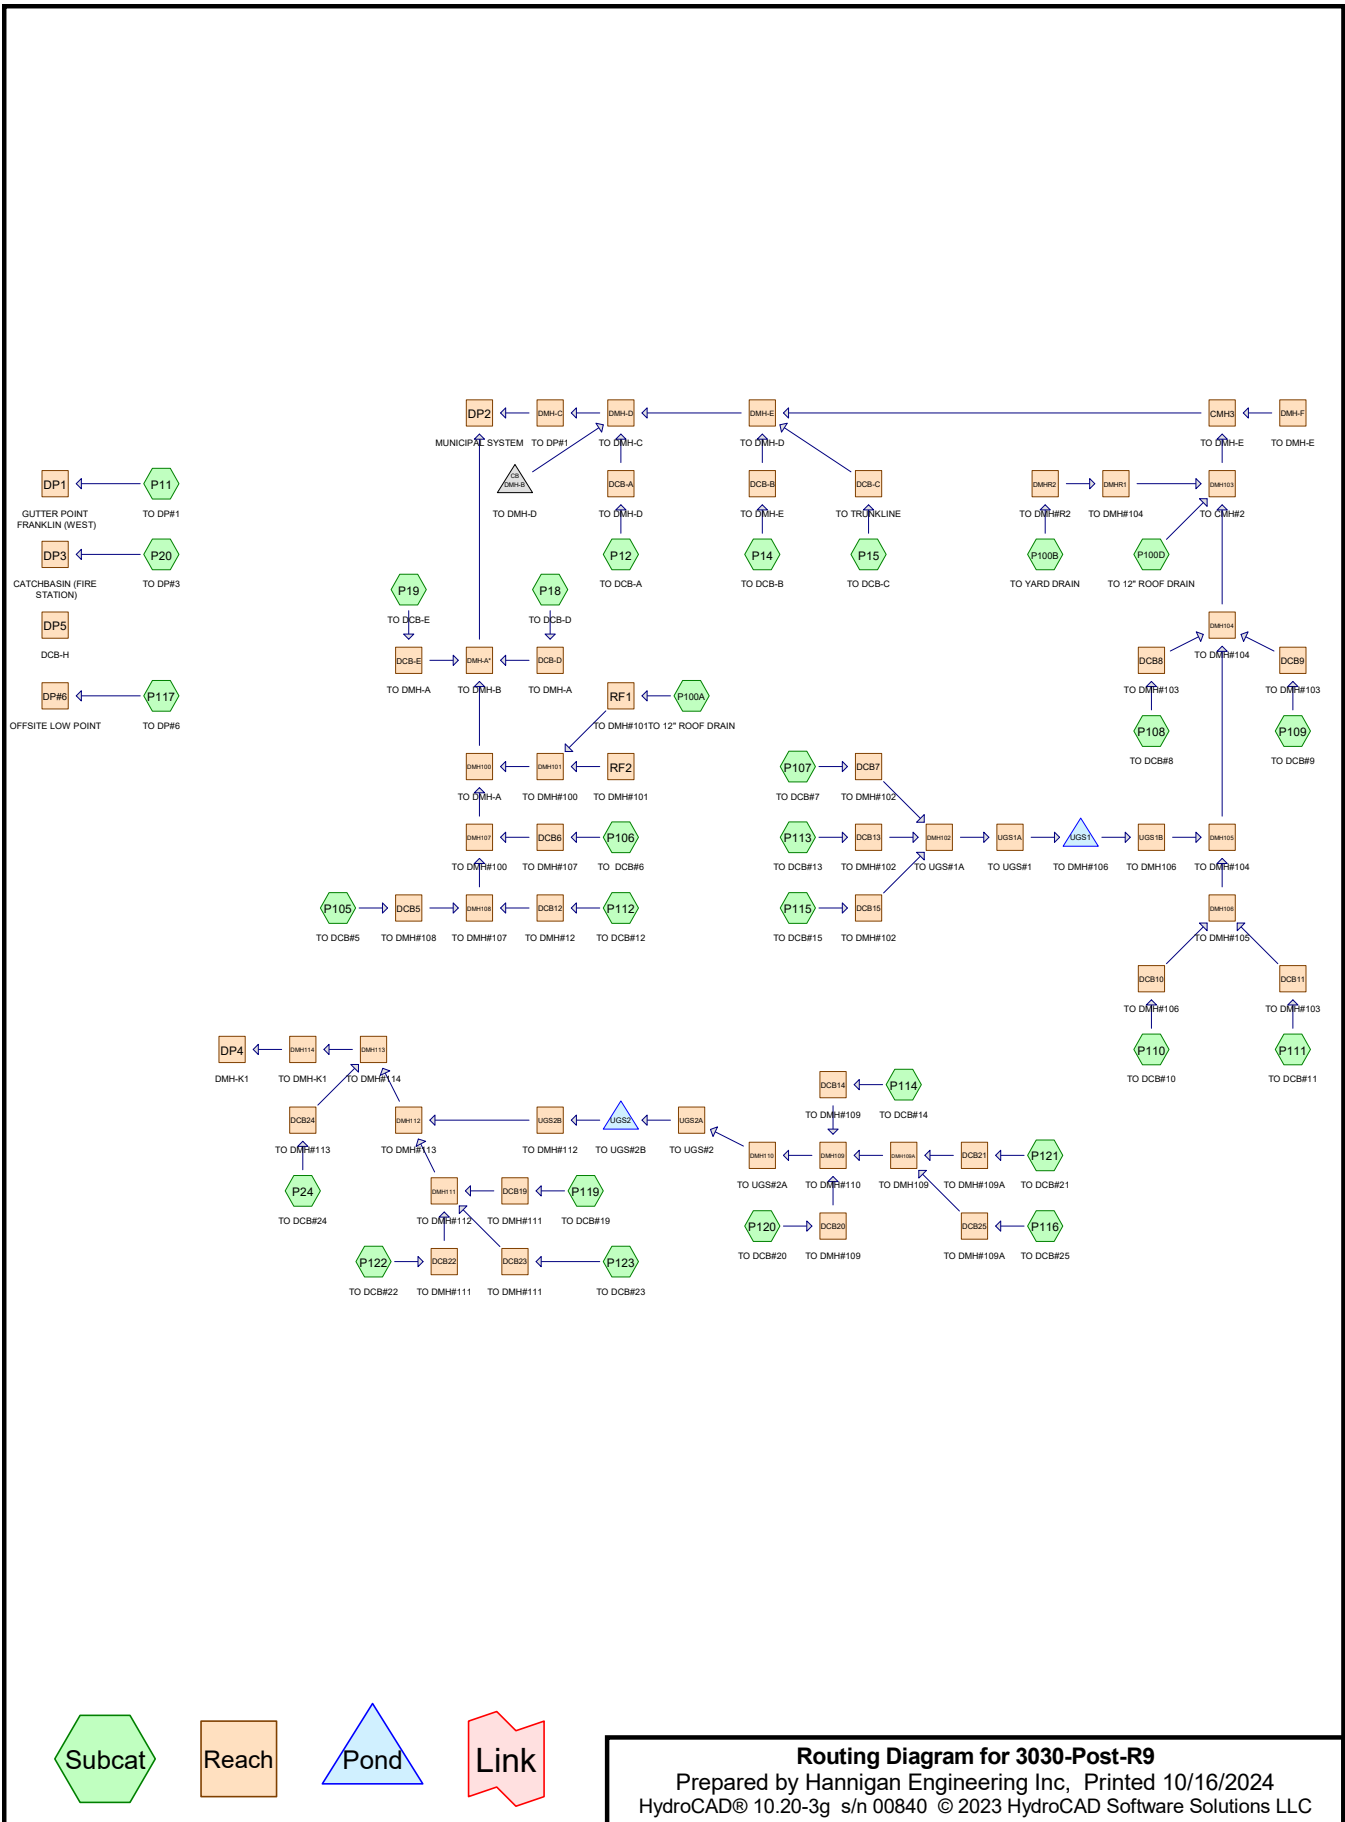 DP2
DMH-C
DMH-D
DMH-E
CMH3
DMH-F
MUNICIPAL SYSTEM
TO DP#1
TO DMH-C
TO DMH-D
TO DMH-E
TO DMH-E
DP1
P11
CB
DMH-B
DCB-A
DCB-B
DCB-C
DMHR2
DMHR1
DMH103
GUTTER POINT
FRANKLIN (WEST)
TO DP#1
TO DMH-D
TO DMH-D
TO DMH-E
TO TRUNKLINE
TO DMH#R2
TO DMH#104
TO CMH#2
DP3
P20
P12
P14
P15
P100B
P100D
CATCHBASIN (FIRE
STATION)
TO DP#3
TO DCB-A
TO DCB-B
TO DCB-C
TO YARD DRAIN
TO 12" ROOF DRAIN
P19
P18
TO DCB-E
TO DCB-D
DP5
DMH104
DCB-H
TO DMH#104
DCB-E
DMH-A*
DCB-D
DCB8
DCB9
TO DMH-A
TO DMH-B
TO DMH-A
TO DMH#103
TO DMH#103
DP#6
P117
RF1
P100A
OFFSITE LOW POINT
TO DP#6
TO DMH#101
TO 12" ROOF DRAIN
P108
P109
TO DCB#8
TO DCB#9
DMH100
DMH101
RF2
P107
DCB7
TO DMH-A
TO DMH#100
TO DMH#101
TO DCB#7
TO DMH#102
DMH107
DCB6
P106
P113
DCB13
DMH102
UGS1A
UGS1
UGS1B
DMH105
TO DMH#100
TO DMH#107
TO  DCB#6
TO DCB#13
TO DMH#102
TO UGS#1A
TO UGS#1
TO DMH#106
TO DMH106
TO DMH#104
P105
DCB5
DMH108
DCB12
P112
P115
DCB15
DMH106
TO DCB#5
TO DMH#108
TO DMH#107
TO DMH#12
TO DCB#12
TO DCB#15
TO DMH#102
TO DMH#105
DCB10
DCB11
TO DMH#106
TO DMH#103
DP4
DMH114
DMH113
P110
P111
DMH-K1
TO DMH-K1
TO DMH#114
TO DCB#10
TO DCB#11
DCB14
P114
TO DMH#109
TO DCB#14
DCB24
DMH112
UGS2B
UGS2
UGS2A
TO DMH#113
TO DMH#113
TO DMH#112
TO UGS#2B
TO UGS#2
DMH110
DMH109
DMH109A
DCB21
P121
TO UGS#2A
TO DMH#110
TO DMH109
TO DMH#109A
TO DCB#21
P24
DMH111
DCB19
P119
TO DCB#24
TO DMH#112
TO DMH#111
TO DCB#19
P120
DCB20
DCB25
P116
TO DCB#20
TO DMH#109
TO DMH#109A
TO DCB#25
P122
DCB22
DCB23
P123
TO DCB#22
TO DMH#111
TO DMH#111
TO DCB#23
Subcat
Reach
Pond
Link
Routing Diagram for 3030-Post-R9
Prepared by Hannigan Engineering Inc,  Printed 10/16/2024
HydroCAD® 10.20-3g  s/n 00840  © 2023 HydroCAD Software Solutions LLC